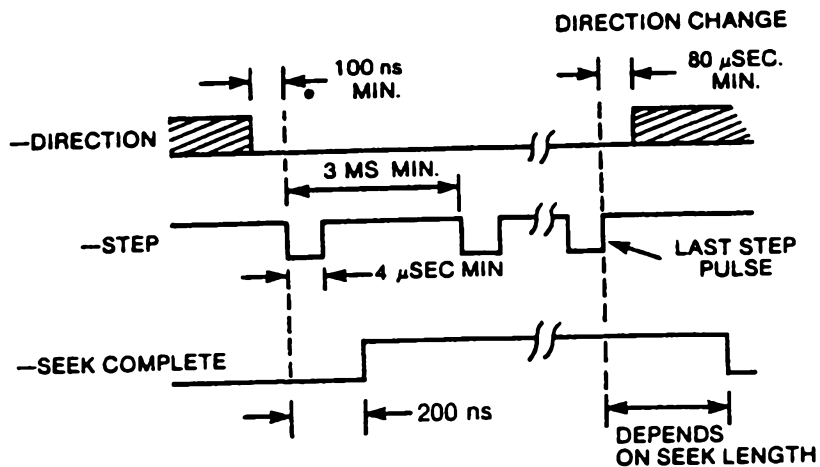 DIRECTION CHANGE
100 ns
MIN.
80 μSEC.
MIN.
—DIRECTION
3 MS MIN.
—STEP
LAST STEP
PULSE
4 μSEC MIN
—SEEK COMPLETE
200 ns
DEPENDS
ON SEEK LENGTH